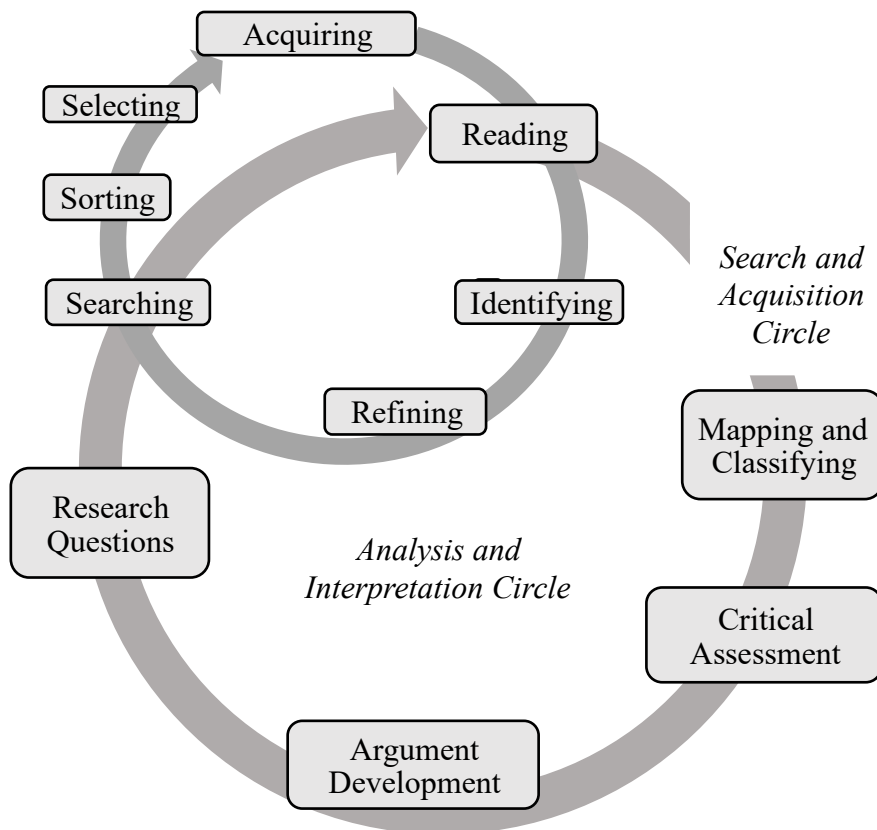 Acquiring
Selecting
Reading
Sorting
Searching
Identifying
Search and
Acquisition
Circle
Refining
Mapping and
Classifying
Research
Questions
Analysis and
Interpretation Circle
Critical
Assessment
Argument
Development